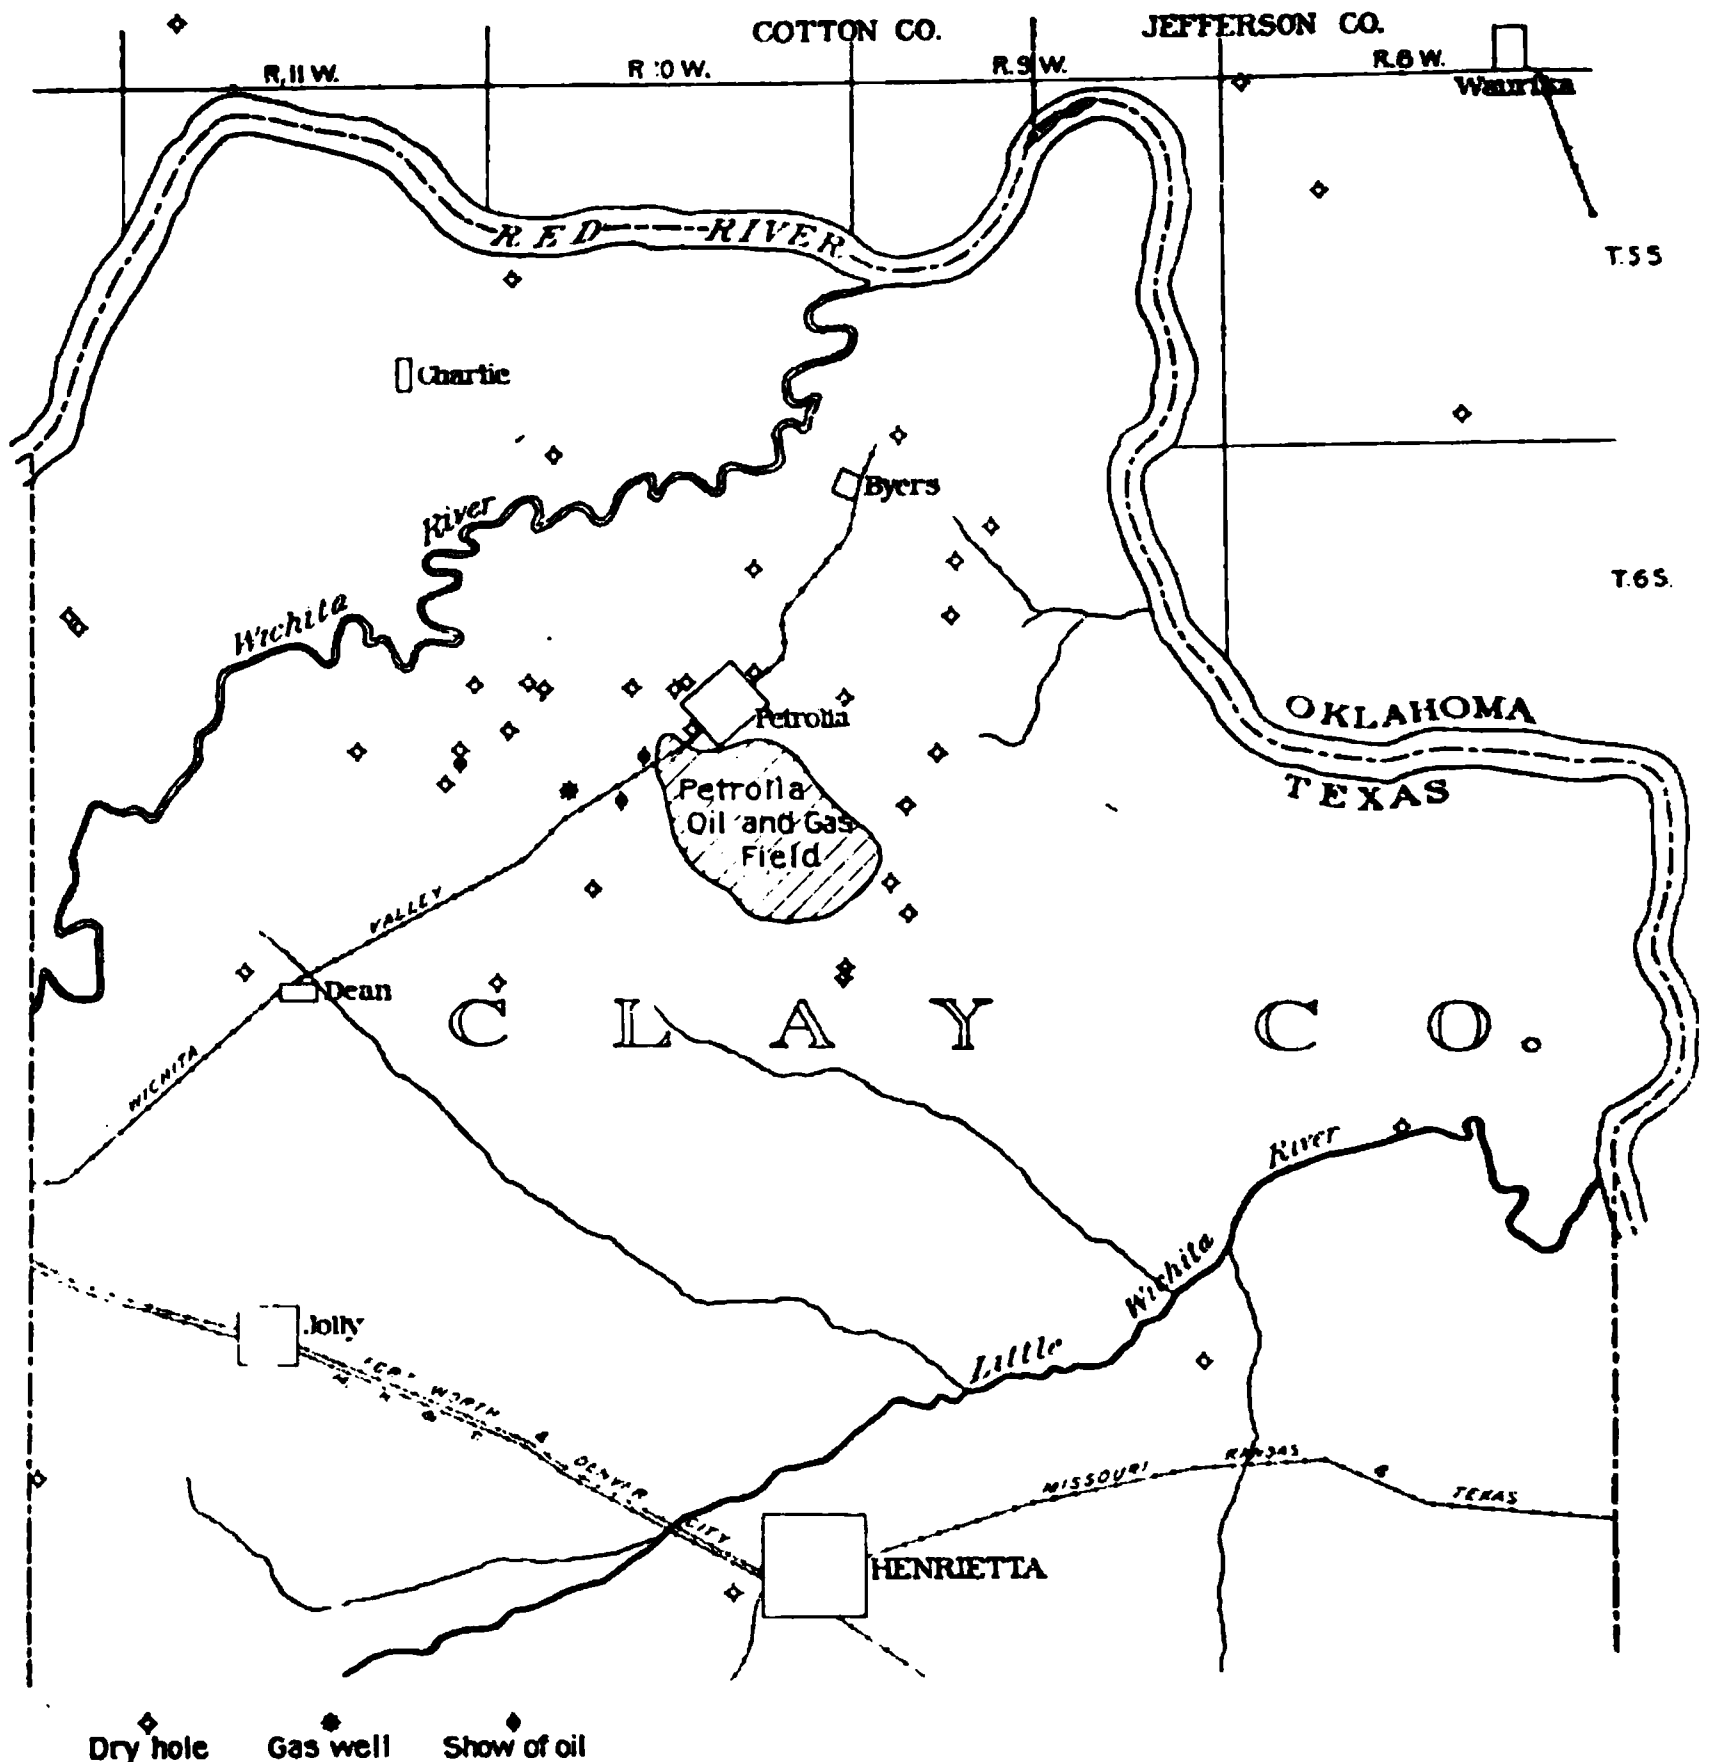 COTTON CO.
JEFFERSON CO.
R.11 W.
R.10 W.
R.9 W.
R.8 W.
Waurika
RED RIVER
T.5 S
Charlie
Byers
River
Wichita
T.6 S.
Petrolia
OKLAHOMA
TEXAS
Petrolia
Oil and Gas
Field
VALLEY
Dean
WICHITA
CLAY CO.
River
Wichita
Little
Jolly
FORT WORTH & DENVER CITY
MISSOURI KANSAS & TEXAS
HENRIETTA
Dry hole
Gas well
Show of oil